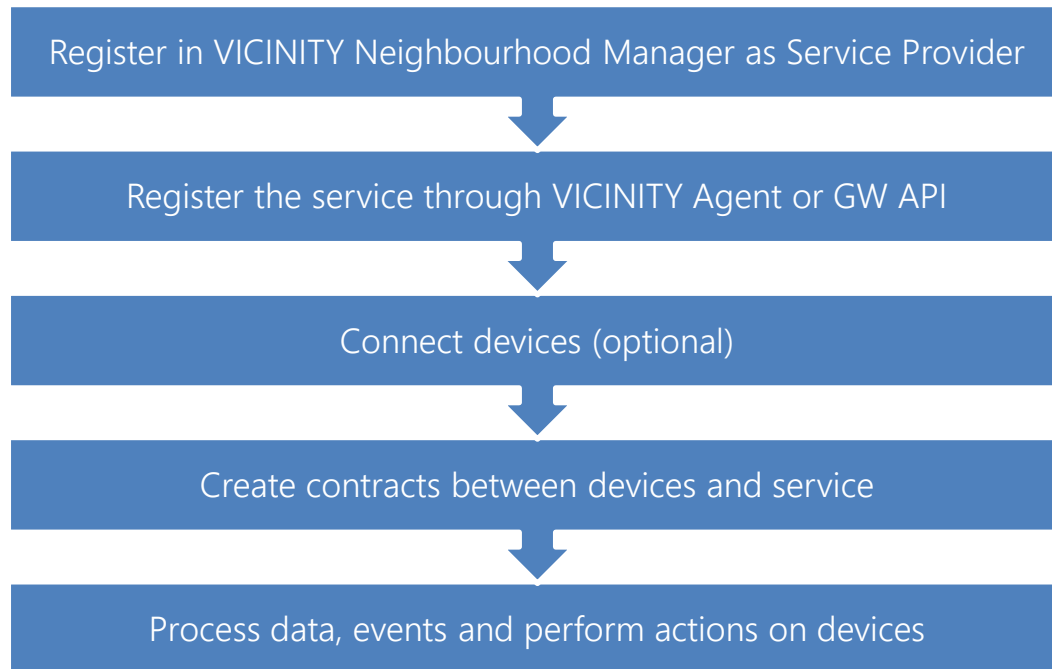 Register in VICINITY Neighbourhood Manager as Service Provider
Register the service through VICINITY Agent or GW API
Connect devices (optional)
Create contracts between devices and service
Process data, events and perform actions on devices